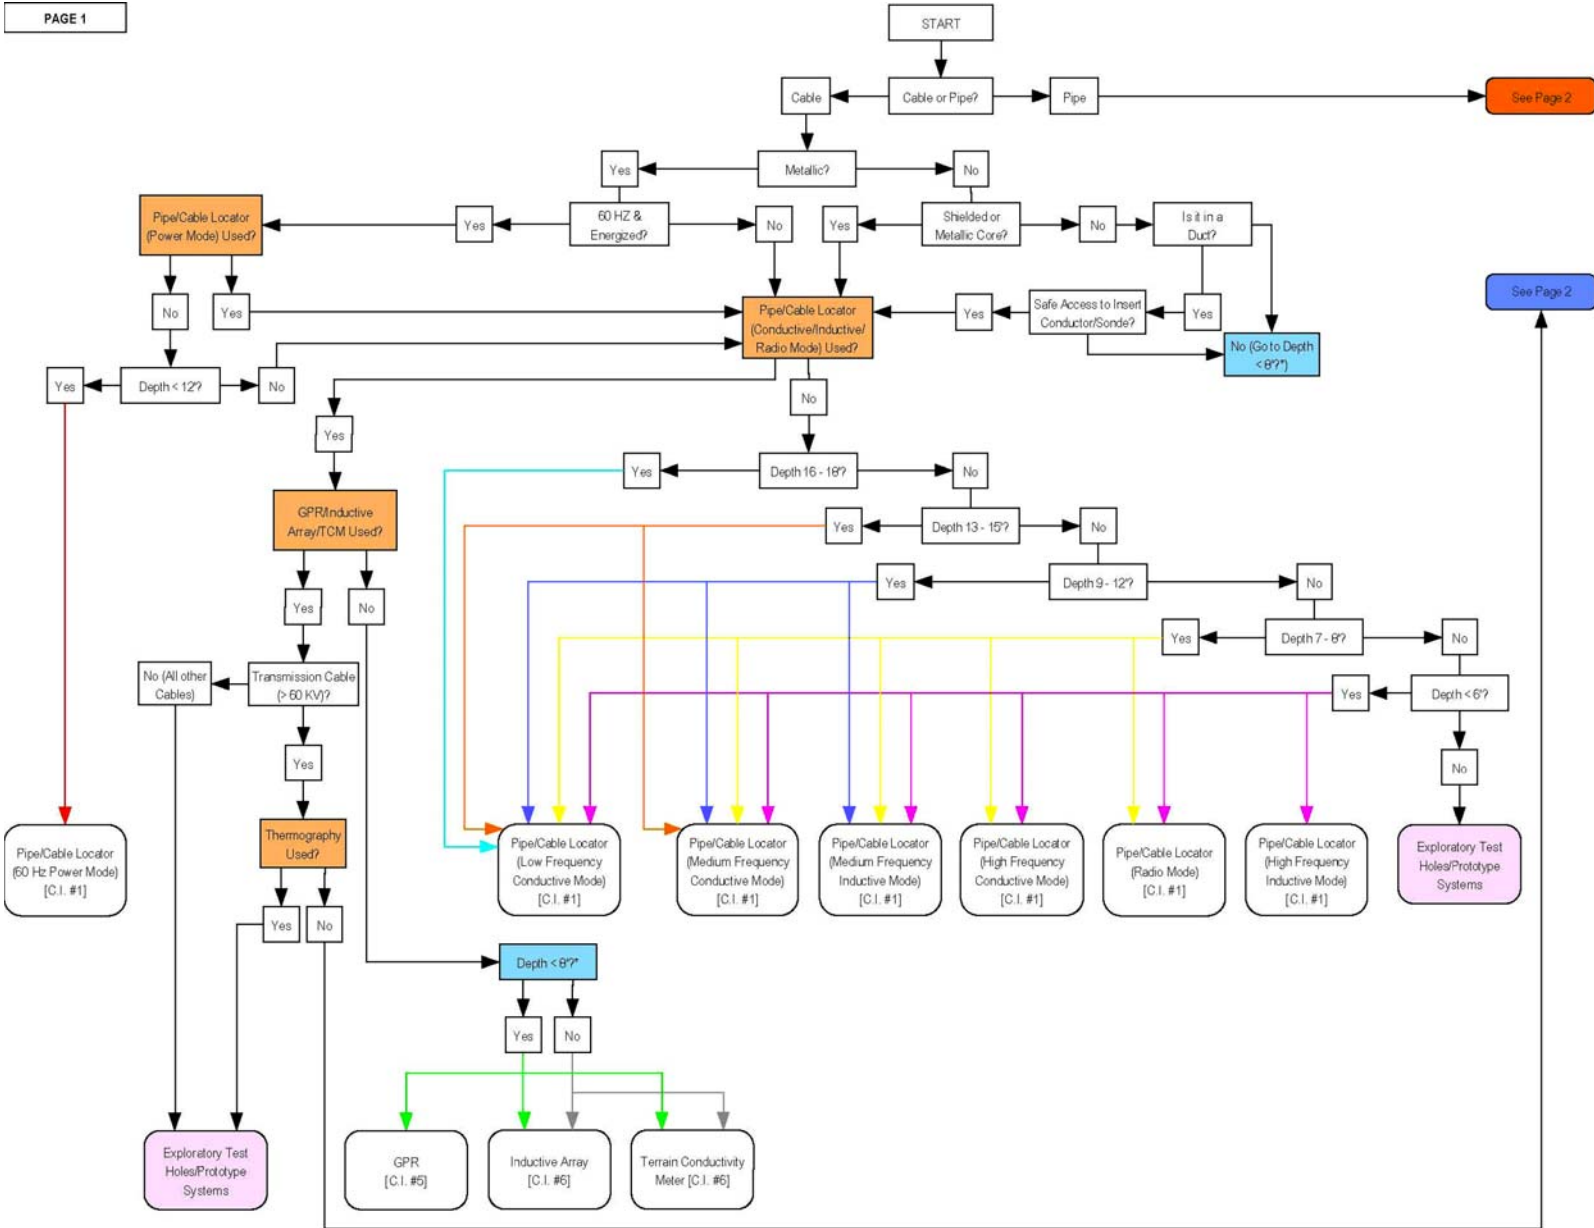 PAGE 1
START
Cable
Cable or Pipe?
Pipe
See Page 2
Yes
Metallic?
No
Pipe/Cable Locator
(Power Mode) Used?
Yes
60 HZ &
Energized?
No
Yes
Shielded or
Metallic Core?
No
Is it in a
Duct?
No
Yes
Pipe/Cable Locator
(Conductive/Inductive/
Radio Mode) Used?
Yes
Safe Access to Insert
Conductor/Sonde?
Yes
See Page 2
No (Go to Depth
< 8'?*)
Yes
Depth < 12'?
No
No
Yes
Yes
Depth 16 - 18'?
No
GPR/Inductive
Array/TCM Used?
Yes
Depth 13 - 15'?
No
Yes
No
Yes
Depth 9 - 12'?
No
Yes
Depth 7 - 8'?
No
No (All other
Cables)
Transmission Cable
(> 60 KV)?
Yes
Depth < 6'?
Yes
No
Thermography
Used?
Pipe/Cable Locator
(60 Hz Power Mode)
[C.I. #1]
Pipe/Cable Locator
(Low Frequency
Conductive Mode)
[C.I. #1]
Pipe/Cable Locator
(Medium Frequency
Conductive Mode)
[C.I. #1]
Pipe/Cable Locator
(Medium Frequency
Inductive Mode)
[C.I. #1]
Pipe/Cable Locator
(High Frequency
Conductive Mode)
[C.I. #1]
Pipe/Cable Locator
(Radio Mode)
[C.I. #1]
Pipe/Cable Locator
(High Frequency
Inductive Mode)
[C.I. #1]
Exploratory Test
Holes/Prototype
Systems
Yes
No
Depth < 8'?*
Yes
No
Exploratory Test
Holes/Prototype
Systems
GPR
[C.I. #5]
Inductive Array
[C.I. #6]
Terrain Conductivity
Meter [C.I. #6]